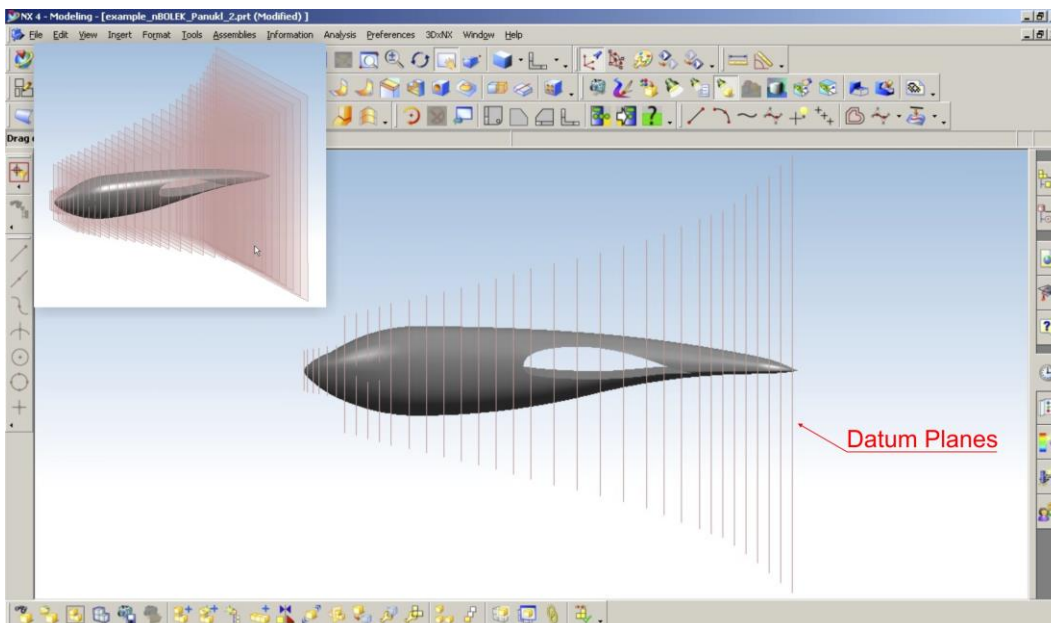 NX 4 - Modeling - [example_nBOLEK_Panukl_2.prt (Modified) ]
File Edit View Insert Format Tools Assemblies Information Analysis Preferences 3DxNX Window Help
Drag
Datum Planes